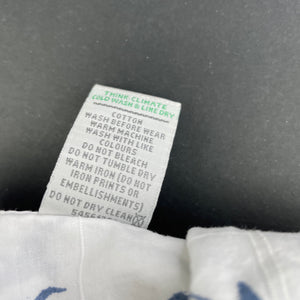 THINK CLIMATE
COLD WASH & LINE DRY
COTTON
WASH BEFORE WEAR
WARM MACHINE
WASH WITH LIKE
COLOURS
DO NOT BLEACH
DO NOT TUMBLE DRY
WARM IRON (DO NOT
IRON PRINTS OR
EMBELLISHMENTS)
DO NOT DRY CLEAN